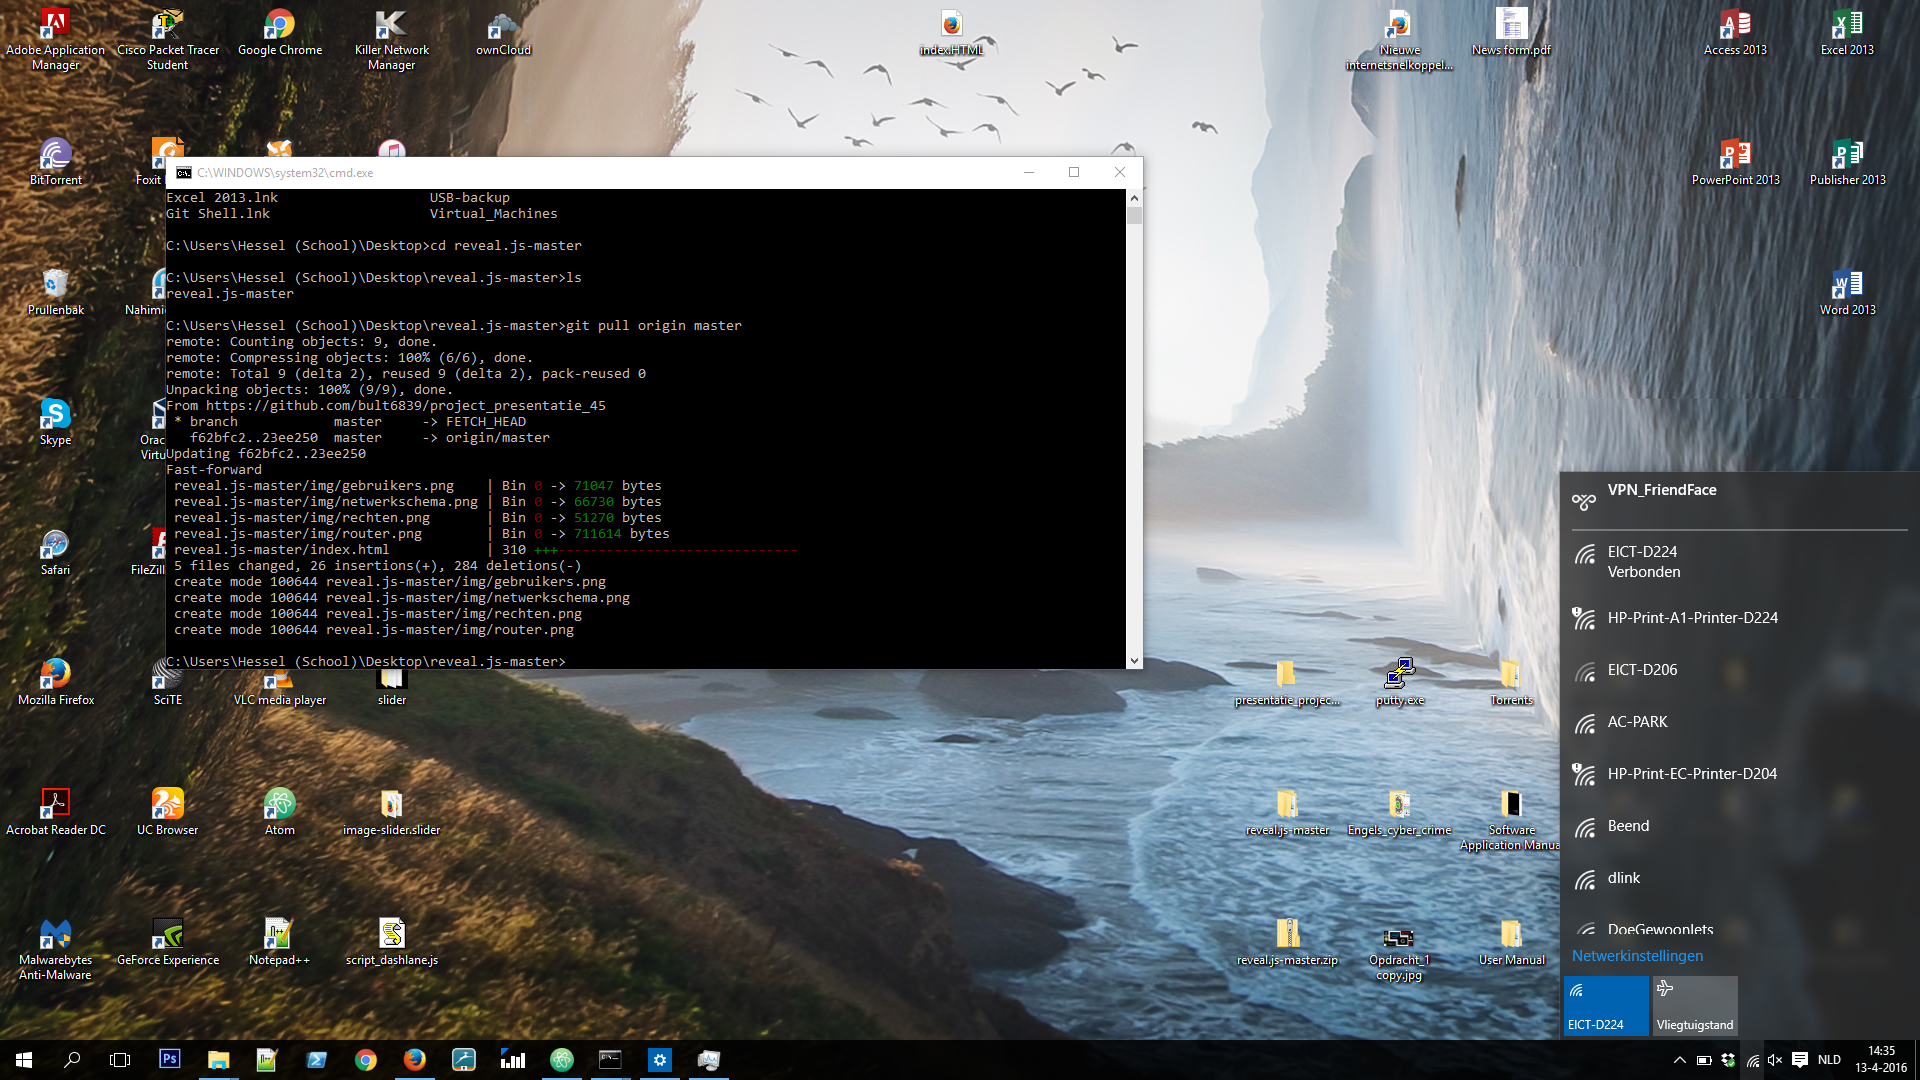 Adobe Application
Manager
Cisco Packet Tracer
Student
Google Chrome
Killer Network
Manager
ownCloud
index.HTML
Nieuwe
internetsnelkoppel...
News form.pdf
Access 2013
Excel 2013
BitTorrent
Foxit
PowerPoint 2013
Publisher 2013
Prullenbak
Nahimi
Word 2013
Skype
Orac
Virtu
Safari
FileZill
C:\WINDOWS\system32\cmd.exe
Excel 2013.lnk USB-backup
Git Shell.lnk Virtual_Machines
C:\Users\Hessel (School)\Desktop>cd reveal.js-master
C:\Users\Hessel (School)\Desktop\reveal.js-master>ls
reveal.js-master
C:\Users\Hessel (School)\Desktop\reveal.js-master>git pull origin master
remote: Counting objects: 9, done.
remote: Compressing objects: 100% (6/6), done.
remote: Total 9 (delta 2), reused 9 (delta 2), pack-reused 0
Unpacking objects: 100% (9/9), done.
From https://github.com/bult6839/project_presentatie_45
* branch master -> FETCH_HEAD
f62bfc2..23ee250 master -> origin/master
Updating f62bfc2..23ee250
Fast-forward
reveal.js-master/img/gebruikers.png | Bin 0 -> 71047 bytes
reveal.js-master/img/netwerkschema.png | Bin 0 -> 66730 bytes
reveal.js-master/img/rechten.png | Bin 0 -> 51270 bytes
reveal.js-master/img/router.png | Bin 0 -> 711614 bytes
reveal.js-master/index.html | 310 +++------------------------------
5 files changed, 26 insertions(+), 284 deletions(-)
create mode 100644 reveal.js-master/img/gebruikers.png
create mode 100644 reveal.js-master/img/netwerkschema.png
create mode 100644 reveal.js-master/img/rechten.png
create mode 100644 reveal.js-master/img/router.png
C:\Users\Hessel (School)\Desktop\reveal.js-master>
Mozilla Firefox
SciTE
VLC media player
slider
presentatie_projec...
putty.exe
Torrents
Acrobat Reader DC
UC Browser
Atom
image-slider.slider
reveal.js-master
Engels_cyber_crime
Software
Application Manua
Malwarebytes
Anti-Malware
GeForce Experience
Notepad++
script_dashlane.js
reveal.js-master.zip
Opdracht_1
copy.jpg
User Manual
VPN_FriendFace
EICT-D224
Verbonden
HP-Print-A1-Printer-D224
EICT-D206
AC-PARK
HP-Print-EC-Printer-D204
Beend
dlink
DoeGewoonIets
Netwerkinstellingen
EICT-D224
Vliegtuigstand
Ps
NLD
14:35
13-4-2016